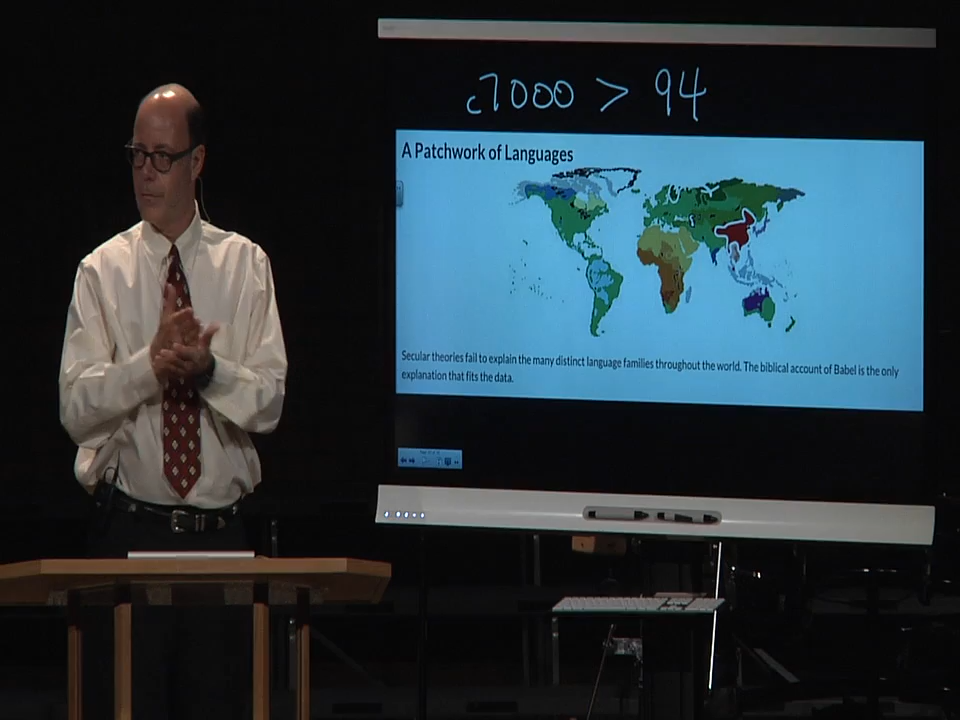 c7000 > 94
A Patchwork of Languages
Secular theories fail to explain the many distinct language families throughout the world. The biblical account of Babel is the only
explanation that fits the data.